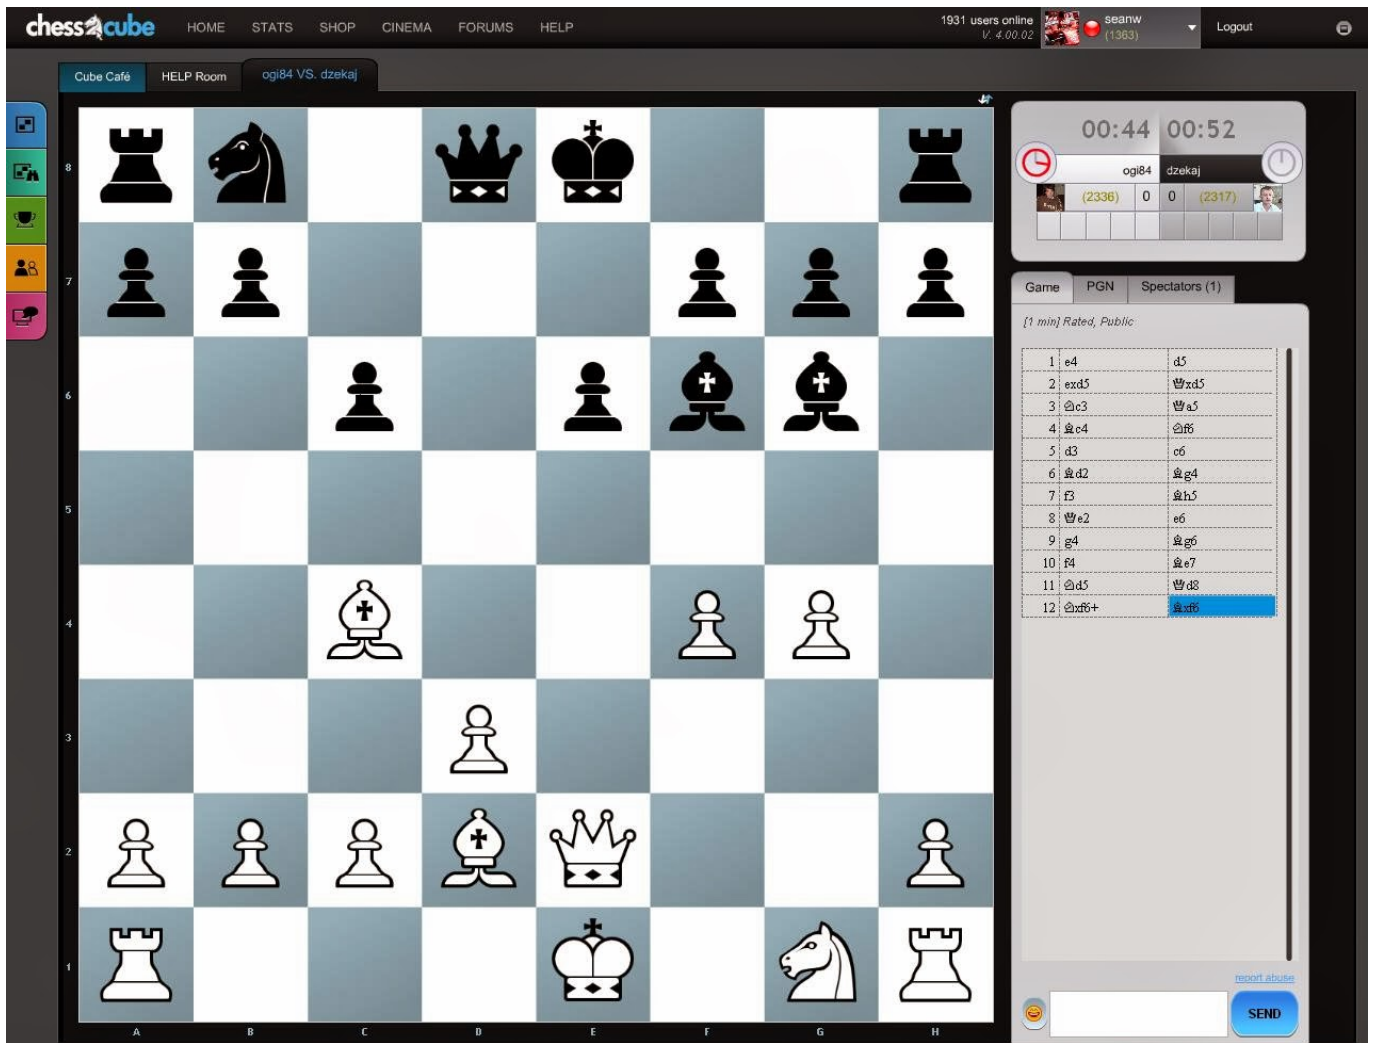 chesscube HOME STATS SHOP CINEMA FORUMS HELP 1931 users online seanw Logout
V. 4.00.02 (1363)
Cube Café HELP Room ogi84 VS. dzekaj
00:44 00:52
ogi84 dzekaj
(2336) 0 0 (2317)
Game PGN Spectators (1)
[1 min] Rated, Public
1 e4 d5
2 exd5 ♕xd5
3 ♘c3 ♕a5
4 ♗c4 ♘f6
5 d3 c6
6 ♗d2 ♗g4
7 f3 ♗h5
8 ♕e2 e6
9 g4 ♗g6
10 f4 ♗e7
11 ♘d5 ♕d8
12 ♘xf6+ ♗xf6
report abuse
SEND
8
7
6
5
4
3
2
1
A B C D E F G H